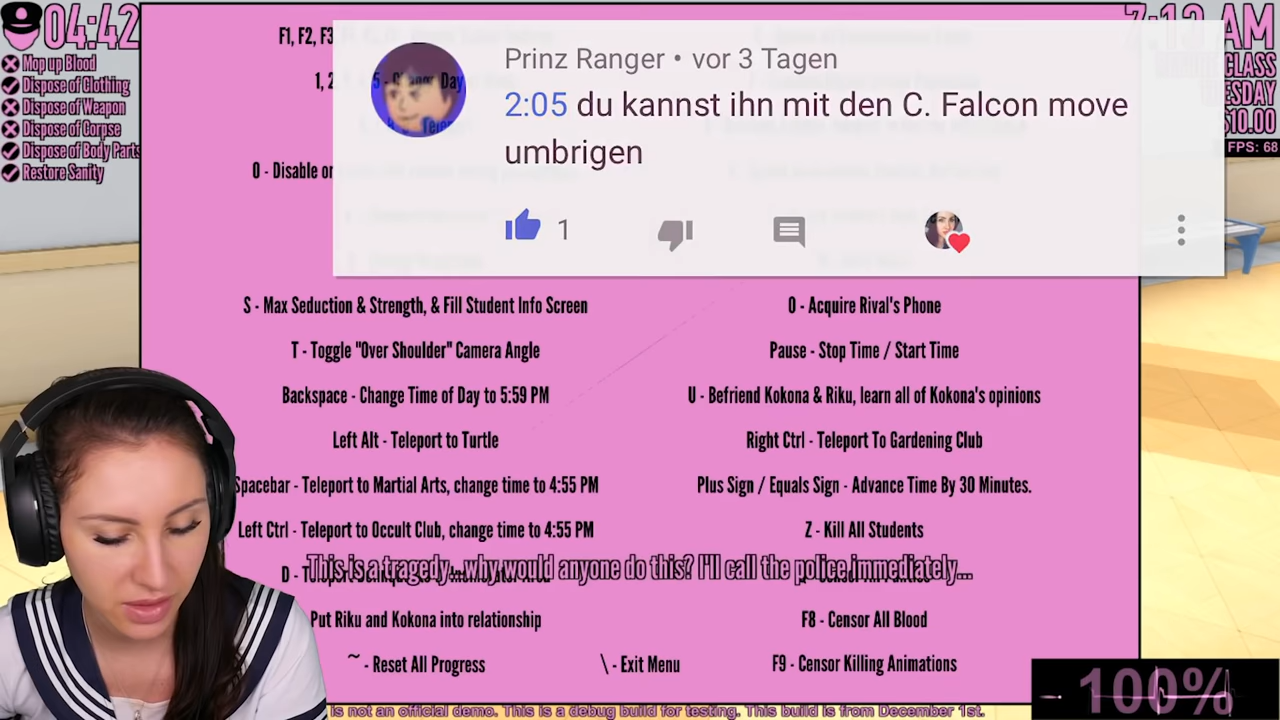 04:42
Mop up Blood
Dispose of Clothing
Dispose of Weapon
Dispose of Corpse
Dispose of Body Parts
Restore Sanity
7:13 AM
CLASS
$10.00
FPS: 68
Prinz Ranger • vor 3 Tagen
2:05 du kannst ihn mit den C. Falcon move
umbrigen
1
F1, F2, F3
Day
O - Disable
S - Max Seduction & Strength, & Fill Student Info Screen
O - Acquire Rival's Phone
T - Toggle "Over Shoulder" Camera Angle
Pause - Stop Time / Start Time
Backspace - Change Time of Day to 5:59 PM
U - Befriend Kokona & Riku, learn all of Kokona's opinions
Left Alt - Teleport to Turtle
Right Ctrl - Teleport To Gardening Club
Spacebar - Teleport to Martial Arts, change time to 4:55 PM
Plus Sign / Equals Sign - Advance Time By 30 Minutes.
Left Ctrl - Teleport to Occult Club, change time to 4:55 PM
Z - Kill All Students
This is a tragedy...why would anyone do this? I'll call the police immediately...
D -
Put Riku and Kokona into relationship
F8 - Censor All Blood
~ - Reset All Progress
\ - Exit Menu
F9 - Censor Killing Animations
100%
is not an official demo. This is a debug build for testing. This build is from December 1st.